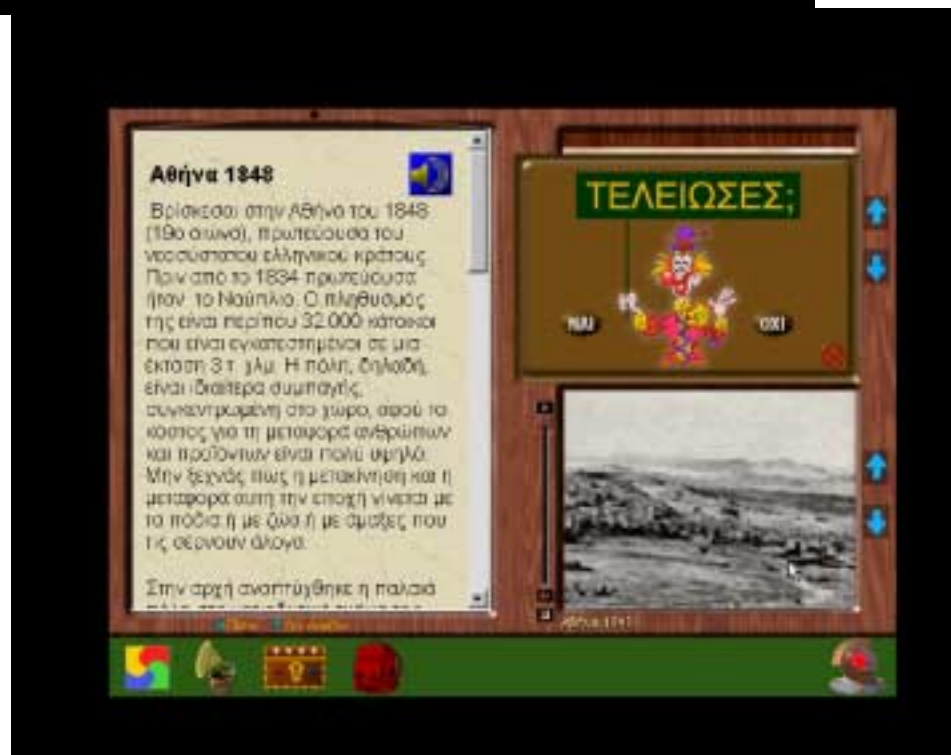 Αθήνα 1848
Βρίσκεσαι στην Αθήνα του 1848
(19ο αιώνα), πρωτεύουσα του
νεοσύστατου ελληνικού κράτους.
Πριν από το 1834 πρωτεύουσα
ήταν το Ναύπλιο. Ο πληθυσμός
της είναι περίπου 32.000 κάτοικοι
που είναι εγκατεστημένοι σε μια
έκταση 3 τ. χλμ. Η πόλη, δηλαδή,
είναι ιδιαίτερα συμπαγής,
συγκεντρωμένη στο χώρο, αφού το
κόστος για τη μεταφορά ανθρώπων
και προϊόντων είναι πολύ υψηλό.
Μην ξεχνάς πως η μετακίνηση και η
μεταφορά αυτή την εποχή γίνεται με
τα πόδια ή με ζώα ή με άμαξες που
τις σέρνουν άλογα.
Στην αρχή αναπτύχθηκε η παλαιά
ΤΕΛΕΙΩΣΕΣ;
ΝΑΙ
ΟΧΙ